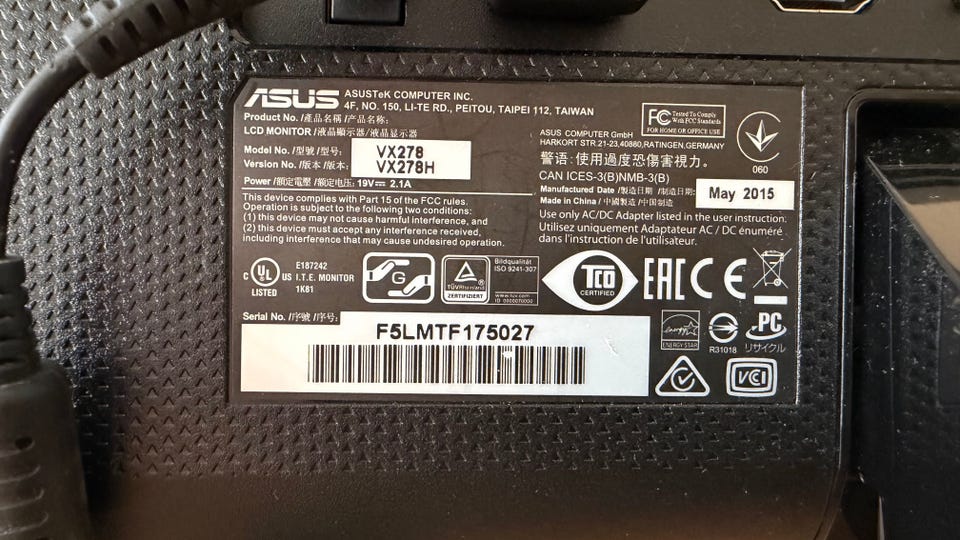 ASUS
ASUSTeK COMPUTER INC.
4F, NO. 150, LI-TE RD., PEITOU, TAIPEI 112, TAIWAN
Product No. /產品名稱 /产品名称:
LCD MONITOR /液晶顯示器/液晶显示器
Model No. /型號/型号: VX278
Version No. /版本 /版本: VX278H
Power /額定電壓 /额定电压: 19V⎓ 2.1A
This device complies with Part 15 of the FCC rules.
Operation is subject to the following two conditions:
(1) this device may not cause harmful interference, and
(2) this device must accept any interference received,
including interference that may cause undesired operation.
FC Tested To Comply
With FCC Standards
FOR HOME OR OFFICE USE
060
ASUS COMPUTER GmbH
HARKORT STR.21-23,40880,RATINGEN,GERMANY
警语: 使用過度恐傷害視力。
CAN ICES-3(B)/NMB-3(B)
Manufactured Date /製造日期 /制造日期: May 2015
Made in China / 中國製造 /中国制造
Use only AC/DC Adapter listed in the user instruction:
Utilisez uniquement Adaptateur AC / DC énuméré
dans l'instruction de l'utilisateur.
C UL US
LISTED
E187242
I.T.E. MONITOR
1K81
G
TÜVRheinland
ZERTIFIZIERT
Bildqualität
ISO 9241-307
www.tuv.com
ID 0000070000
TCO
CERTIFIED
EAC
CE
Serial No. /序號 /序号:
F5LMTF175027
energy
ENERGY STAR
R31018
PC
リサイクル
VCCI